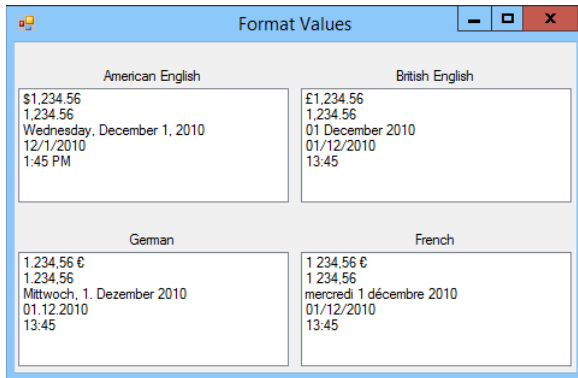 Format Values
American English
$1,234.56
1,234.56
Wednesday, December 1, 2010
12/1/2010
1:45 PM
British English
£1,234.56
1,234.56
01 December 2010
01/12/2010
13:45
German
1.234,56 €
1.234,56
Mittwoch, 1. Dezember 2010
01.12.2010
13:45
French
1 234,56 €
1 234,56
mercredi 1 décembre 2010
01/12/2010
13:45